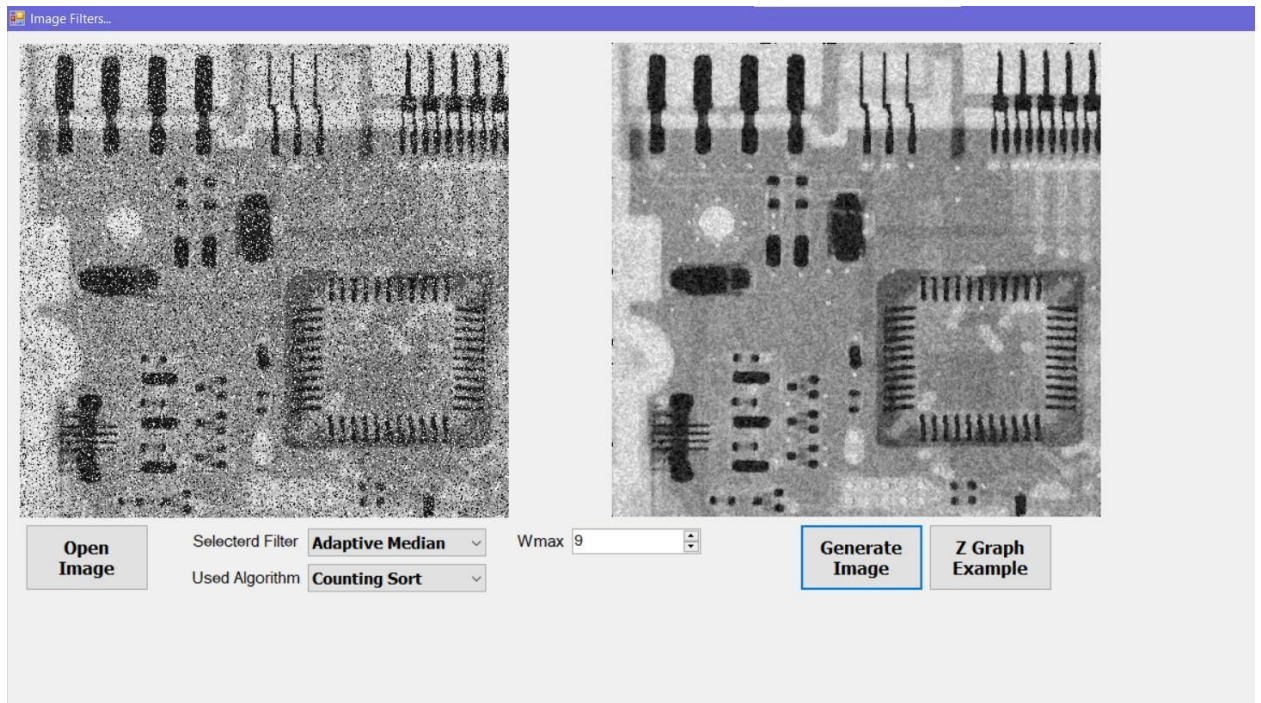 Image Filters...
Open
Image
Selecterd Filter Adaptive Median
Used Algorithm Counting Sort
Wmax 9
Generate
Image
Z Graph
Example